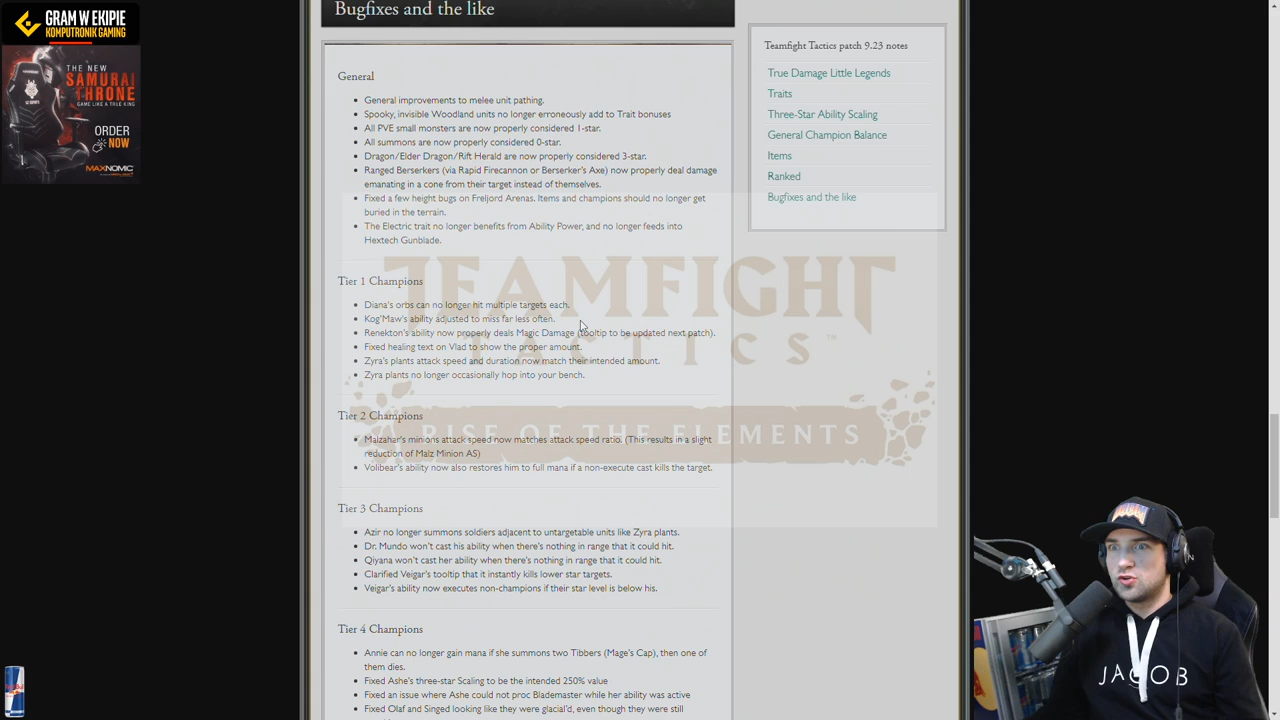 GRAM W EKIPIE
KOMPUTRONIK GAMING
THE NEW
SAMURAI
THRONE
GAME LIKE A TRUE KING
ORDER
NOW
MAXNOMIC
Bugfixes and the like
General
General improvements to melee unit pathing.
Spooky, invisible Woodland units no longer erroneously add to Trait bonuses
All PVE small monsters are now properly considered 1-star.
All summons are now properly considered 0-star.
Dragon/Elder Dragon/Rift Herald are now properly considered 3-star.
Ranged Berserkers (via Rapid Firecannon or Berserker's Axe) now properly deal damage
emanating in a cone from their target instead of themselves.
Fixed a few height bugs on Freljord Arenas. Items and champions should no longer get
buried in the terrain.
The Electric trait no longer benefits from Ability Power, and no longer feeds into
Hextech Gunblade.
Tier 1 Champions
Diana's orbs can no longer hit multiple targets each.
Kog'Maw's ability adjusted to miss far less often.
Renekton's ability now properly deals Magic Damage (tooltip to be updated next patch).
Fixed healing text on Vlad to show the proper amount.
Zyra's plants attack speed and duration now match their intended amount.
Zyra plants no longer occasionally hop into your bench.
Tier 2 Champions
Malzahar's minions attack speed now matches attack speed ratio. (This results in a slight
reduction of Malz Minion AS)
Volibear's ability now also restores him to full mana if a non-execute cast kills the target.
Tier 3 Champions
Azir no longer summons soldiers adjacent to untargetable units like Zyra plants.
Dr. Mundo won't cast his ability when there's nothing in range that it could hit.
Qiyana won't cast her ability when there's nothing in range that it could hit.
Clarified Veigar's tooltip that it instantly kills lower star targets.
Veigar's ability now executes non-champions if their star level is below his.
Tier 4 Champions
Annie can no longer gain mana if she summons two Tibbers (Mage's Cap), then one of
them dies.
Fixed Ashe's three-star Scaling to be the intended 250% value
Fixed an issue where Ashe could not proc Blademaster while her ability was active
Fixed Olaf and Singed looking like they were glacial'd, even though they were still
Teamfight Tactics patch 9.23 notes
True Damage Little Legends
Traits
Three-Star Ability Scaling
General Champion Balance
Items
Ranked
Bugfixes and the like
TEAMFIGHT
TACTICS™
RISE OF THE ELEMENTS
JACOB